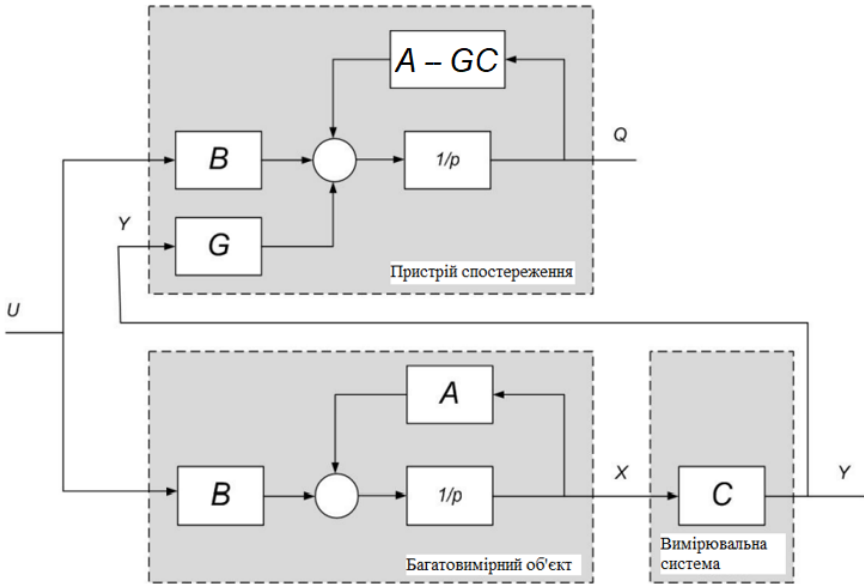 A – GC
Q
B
1/p
Y
G
Пристрій спостереження
U
A
X
Y
B
1/p
C
Багатовимірний об'єкт
Вимірювальна
система